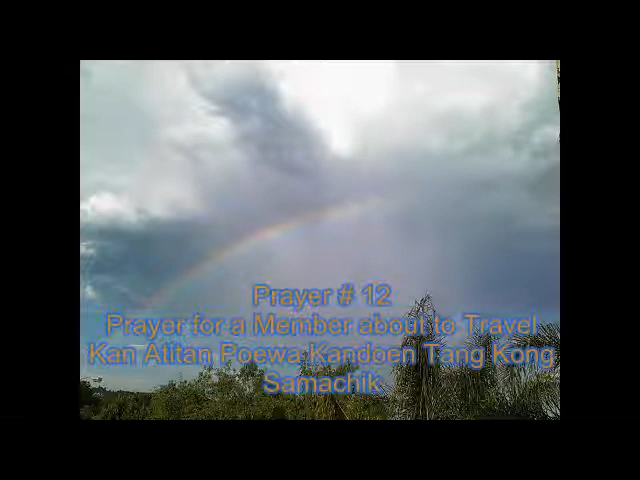 Prayer # 12
Prayer for a Member about to Travel
Kan Atitan Poewa Kandoen Tang Kong
Samachik